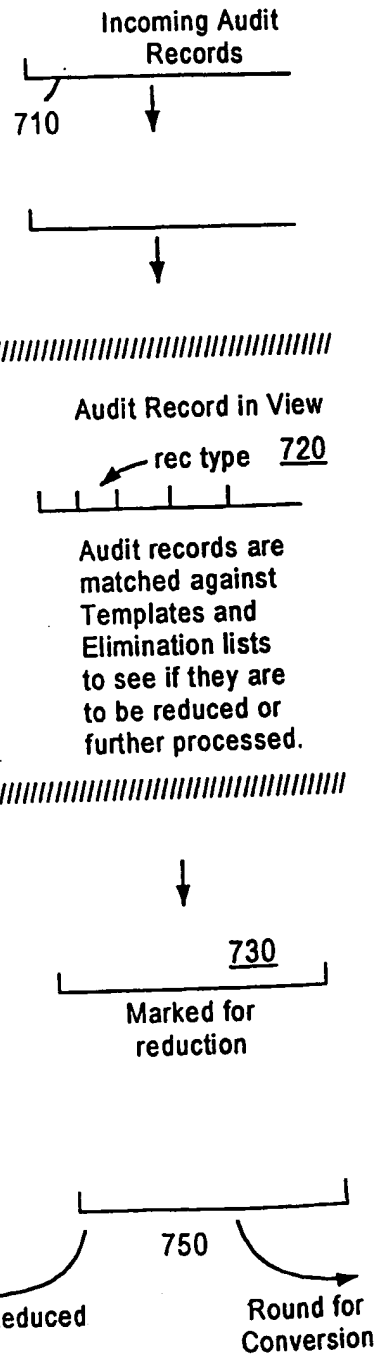 Incoming Audit
Records
710
Audit Record in View
rec type 720
Audit records are
matched against
Templates and
Elimination lists
to see if they are
to be reduced or
further processed.
730
Marked for
reduction
750
educed
Round for
Conversion